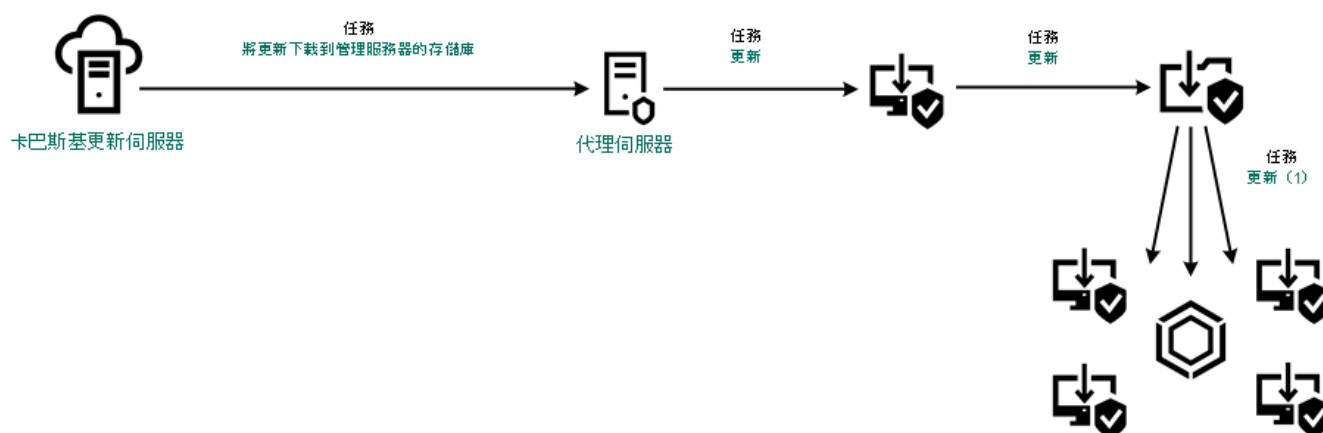 任務
將更新下載到管理服務器的存儲庫
任務
更新
任務
更新
卡巴斯基更新伺服器
代理伺服器
任務
更新（1）